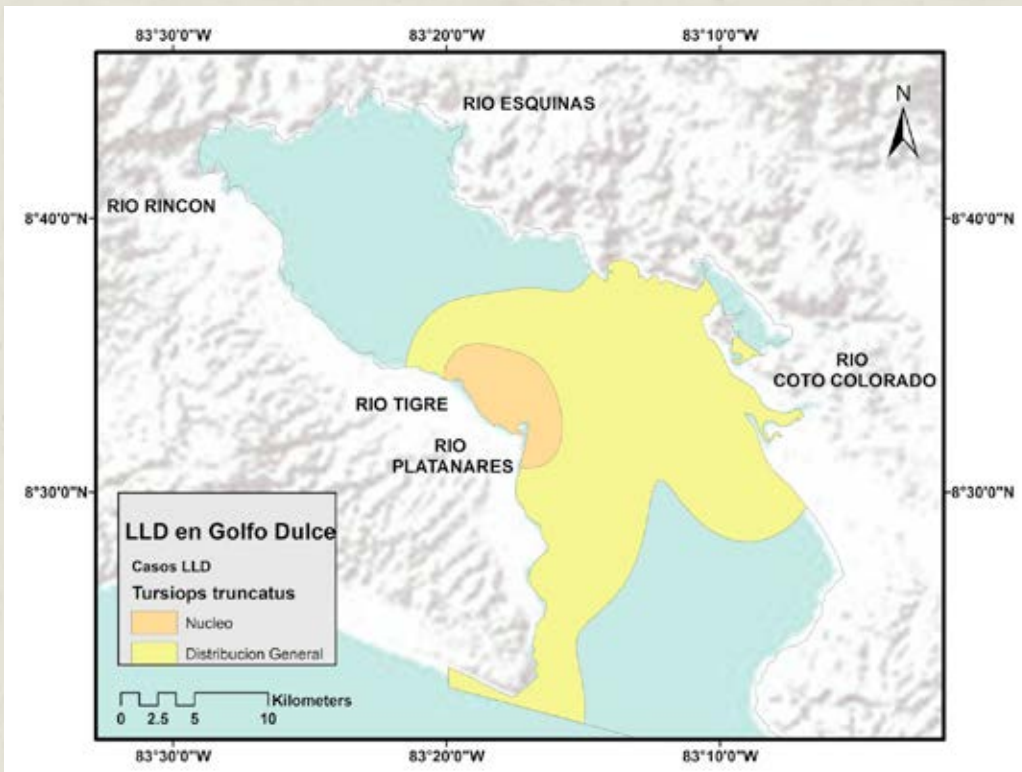 83°30'0"W 83°20'0"W 83°10'0"W
RIO ESQUINAS
N
RIO RINCON
8°40'0"N 8°40'0"N
RIO
COTO COLORADO
RIO TIGRE
RIO
PLATANARES
8°30'0"N 8°30'0"N
LLD en Golfo Dulce
Casos LLD
Tursiops truncatus
Nucleo
Distribucion General
Kilometers
0 2.5 5 10
83°30'0"W 83°20'0"W 83°10'0"W